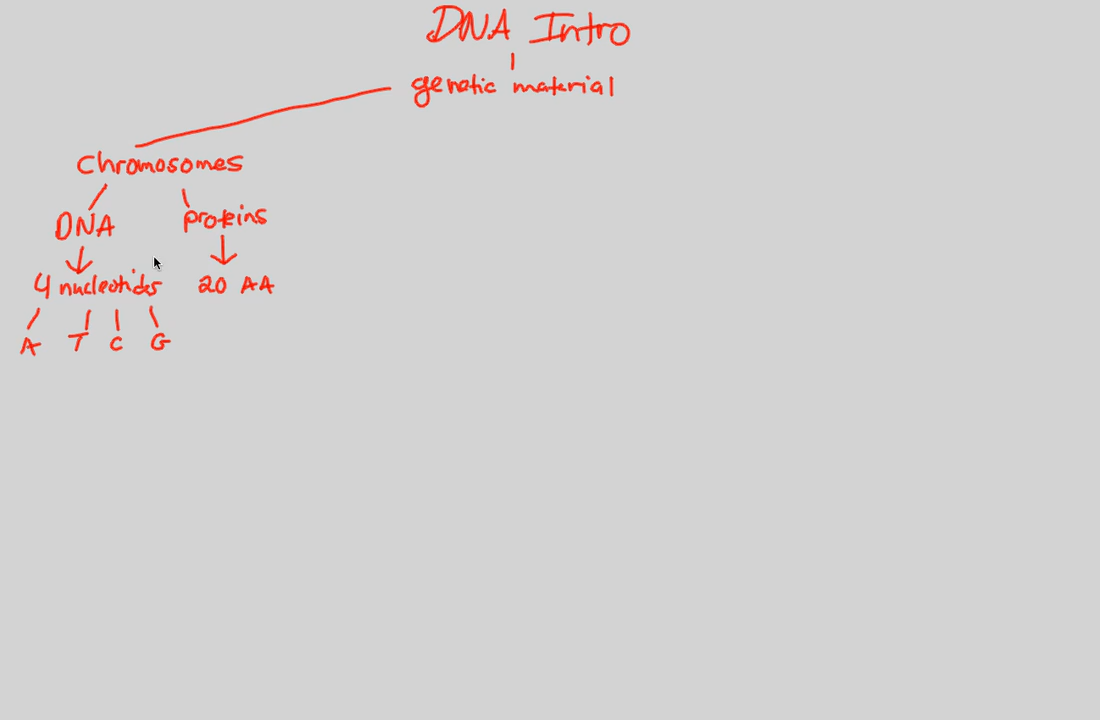 DNA Intro
genetic material
Chromosomes
DNA proteins
4 nucleotides 20 AA
A T C G